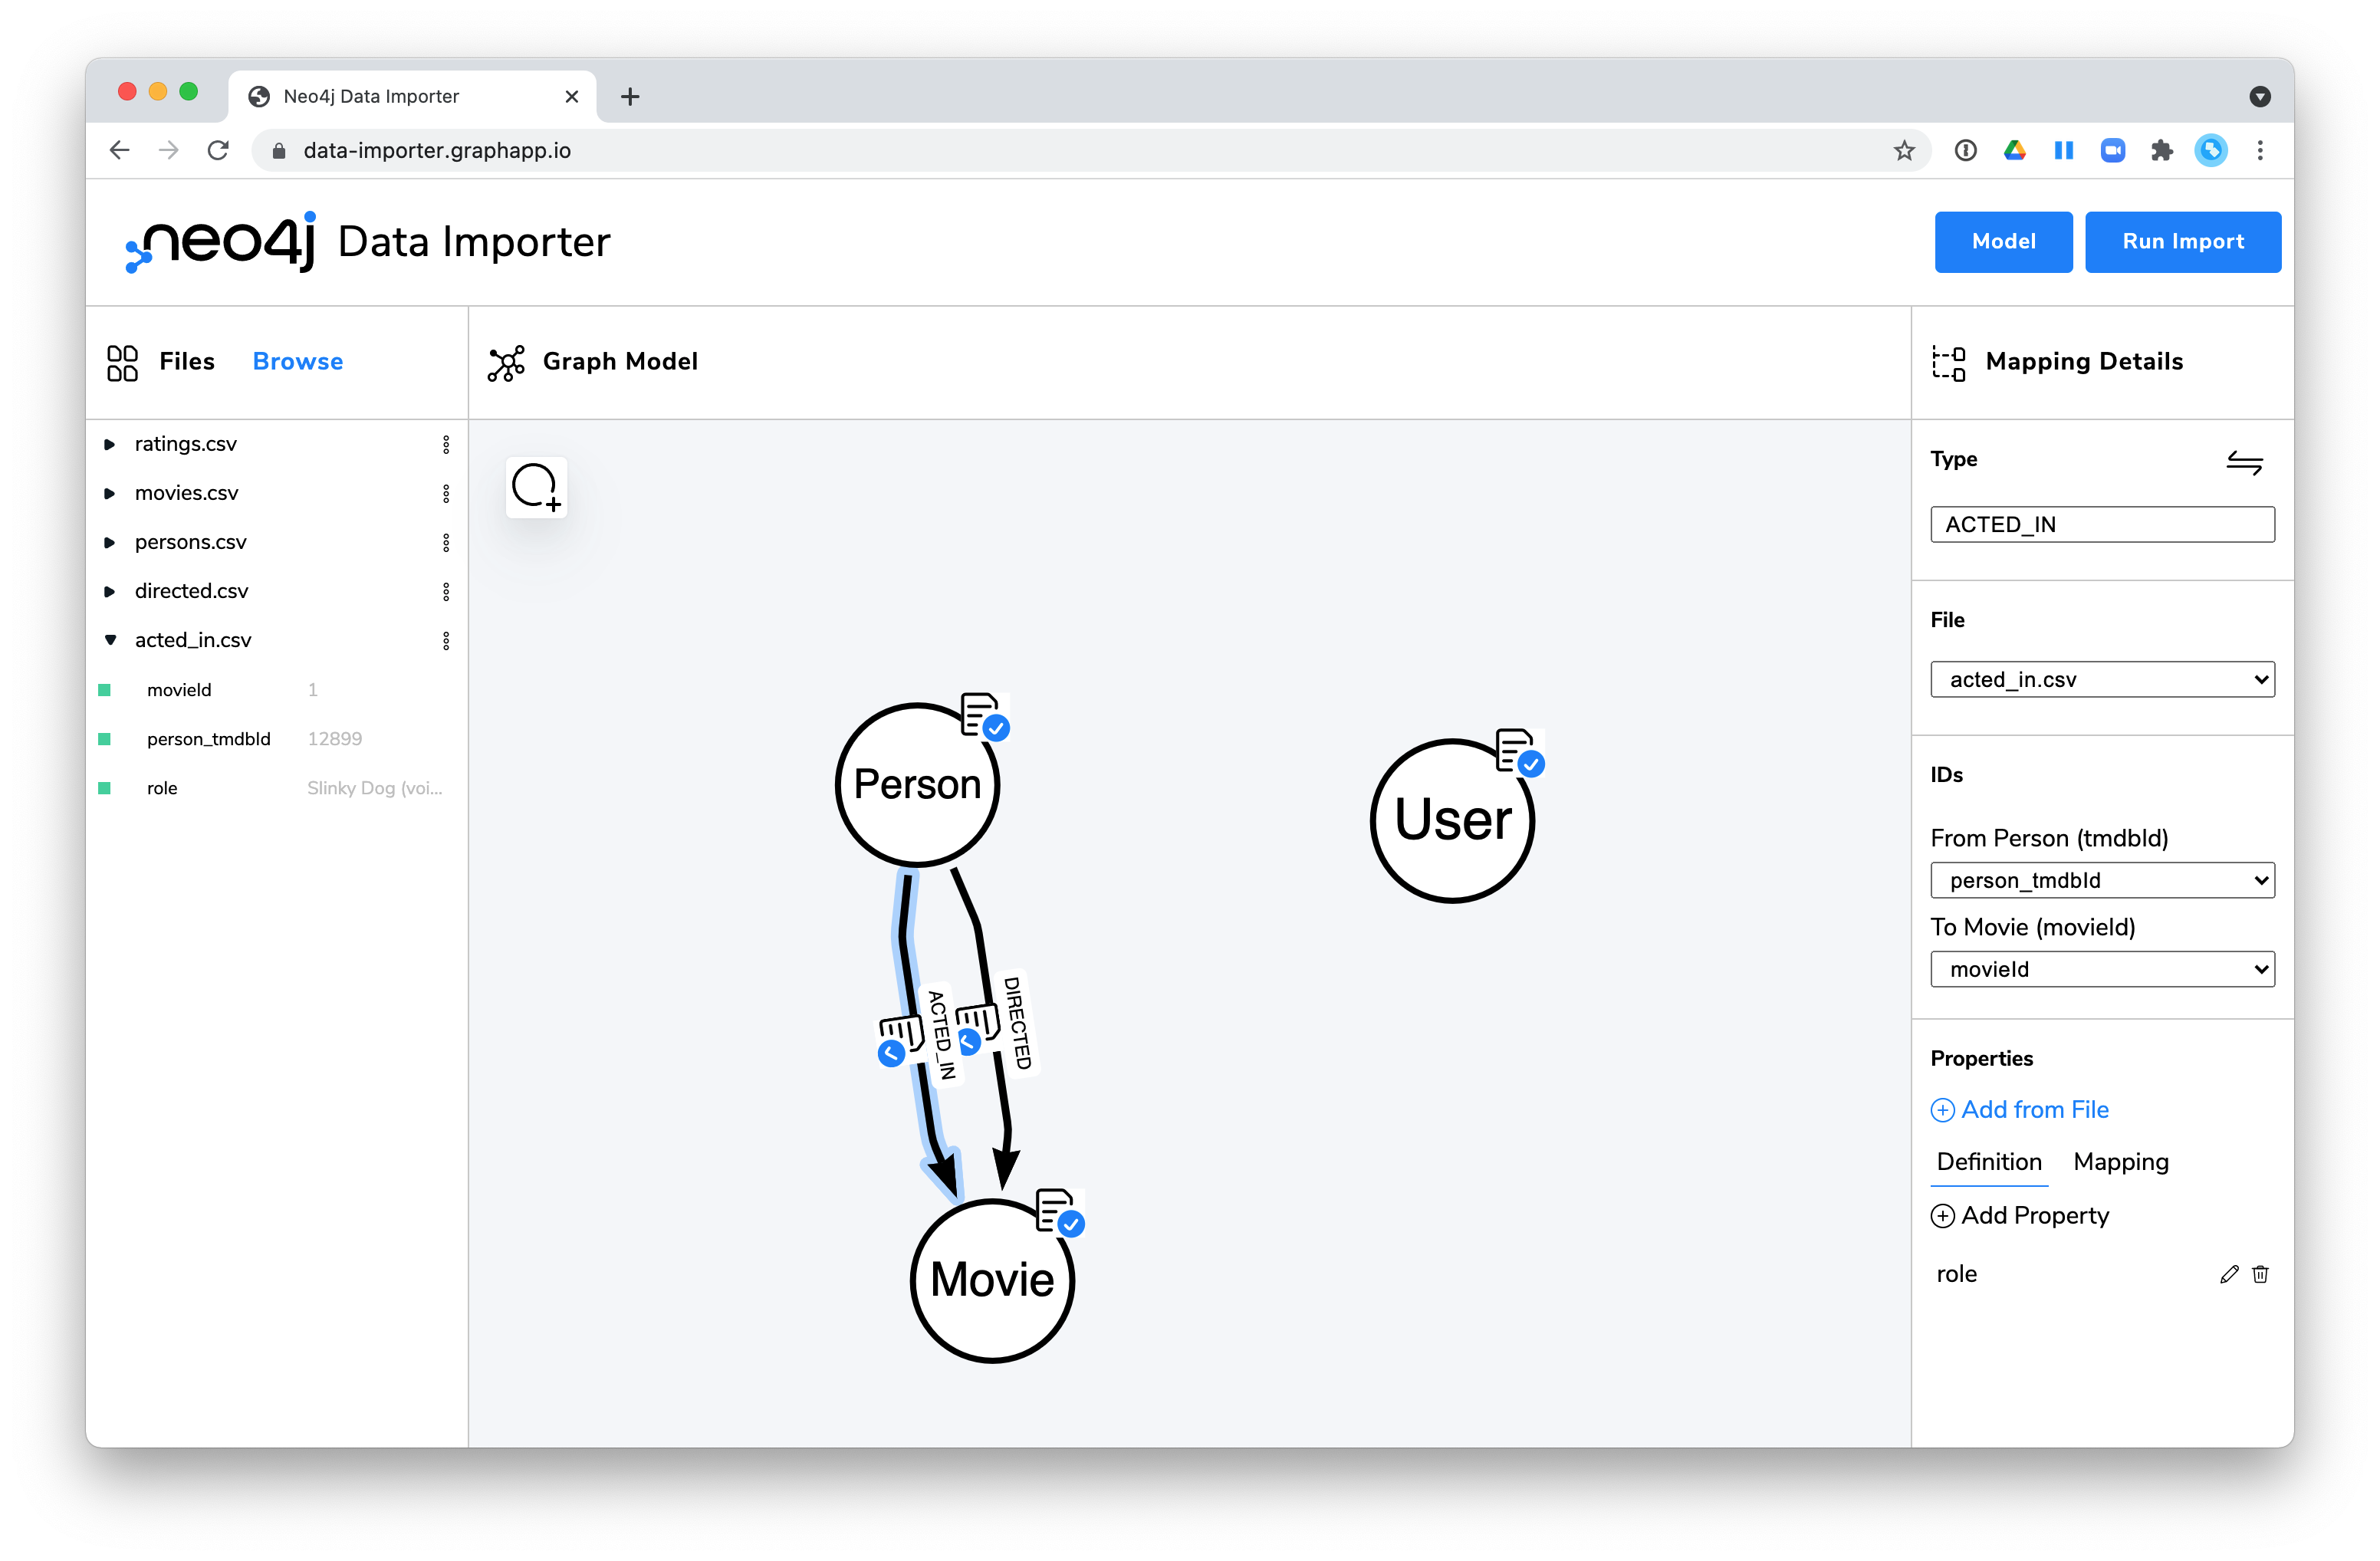 Neo4j Data Importer
data-importer.graphapp.io
neo4j Data Importer
Model
Run Import
Files Browse
Graph Model
Mapping Details
ratings.csv
movies.csv
persons.csv
directed.csv
acted_in.csv
movieId 1
person_tmdbId 12899
role Slinky Dog (voi...
Person
User
ACTED_IN
DIRECTED
Movie
Type
ACTED_IN
File
acted_in.csv
IDs
From Person (tmdbId)
person_tmdbId
To Movie (movieId)
movieId
Properties
Add from File
Definition Mapping
Add Property
role